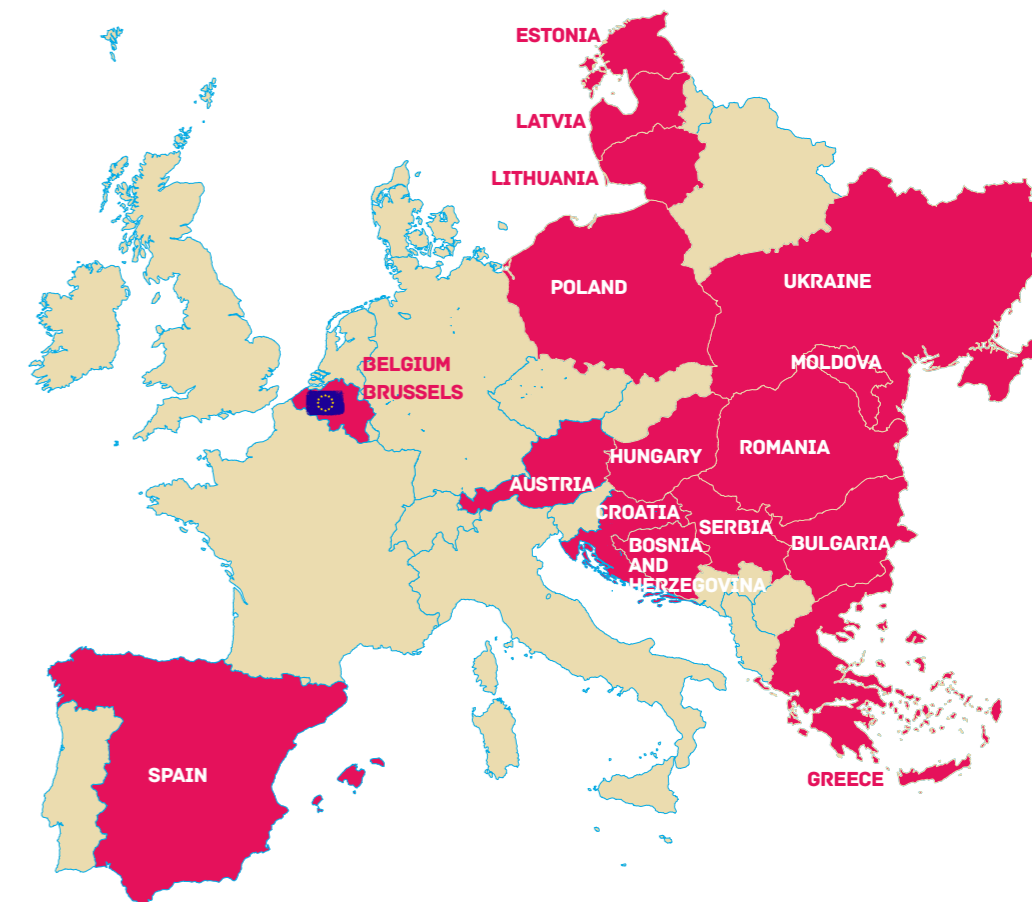 ESTONIA
LATVIA
LITHUANIA
POLAND
UKRAINE
MOLDOVA
BELGIUM
BRUSSELS
ROMANIA
HUNGARY
AUSTRIA
CROATIA
SERBIA
BOSNIA
AND
HERZEGOVINA
BULGARIA
SPAIN
GREECE